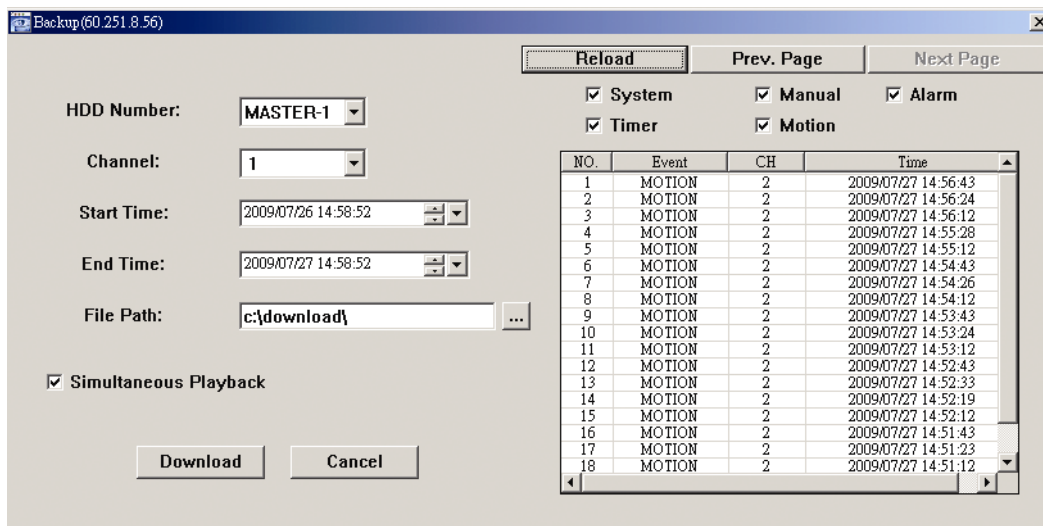 Backup(60.251.8.56)
Reload Prev. Page Next Page
System Manual Alarm
Timer Motion
HDD Number: MASTER-1
Channel: 1
Start Time: 2009/07/26 14:58:52
End Time: 2009/07/27 14:58:52
File Path: c:\download\ ...
Simultaneous Playback
Download Cancel
NO. Event CH Time
1 MOTION 2 2009/07/27 14:56:43
2 MOTION 2 2009/07/27 14:56:24
3 MOTION 2 2009/07/27 14:56:12
4 MOTION 2 2009/07/27 14:55:28
5 MOTION 2 2009/07/27 14:55:12
6 MOTION 2 2009/07/27 14:54:43
7 MOTION 2 2009/07/27 14:54:26
8 MOTION 2 2009/07/27 14:54:12
9 MOTION 2 2009/07/27 14:53:43
10 MOTION 2 2009/07/27 14:53:24
11 MOTION 2 2009/07/27 14:53:12
12 MOTION 2 2009/07/27 14:52:43
13 MOTION 2 2009/07/27 14:52:33
14 MOTION 2 2009/07/27 14:52:19
15 MOTION 2 2009/07/27 14:52:12
16 MOTION 2 2009/07/27 14:51:43
17 MOTION 2 2009/07/27 14:51:23
18 MOTION 2 2009/07/27 14:51:12